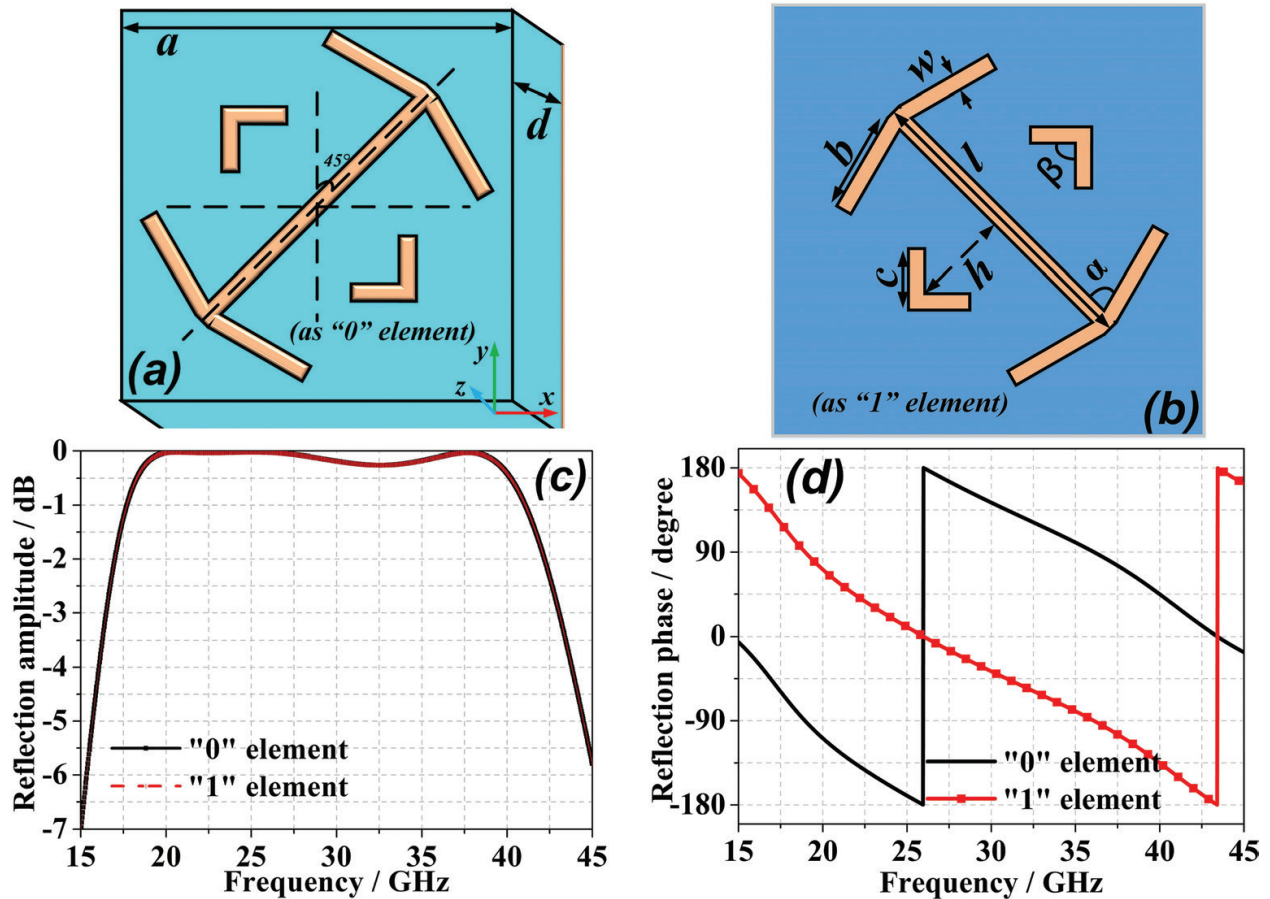 a
d
45°
(as “0” element)
(a)
y
z
x
w
b
l
β
c
h
α
(as “1” element)
(b)
Reflection amplitude / dB
0
-1
-2
-3
-4
-5
-6
-7
(c)
"0" element
"1" element
15 20 25 30 35 40 45
Frequency / GHz
Reflection phase / degree
180
90
0
-90
-180
(d)
"0" element
"1" element
15 20 25 30 35 40 45
Frequency / GHz